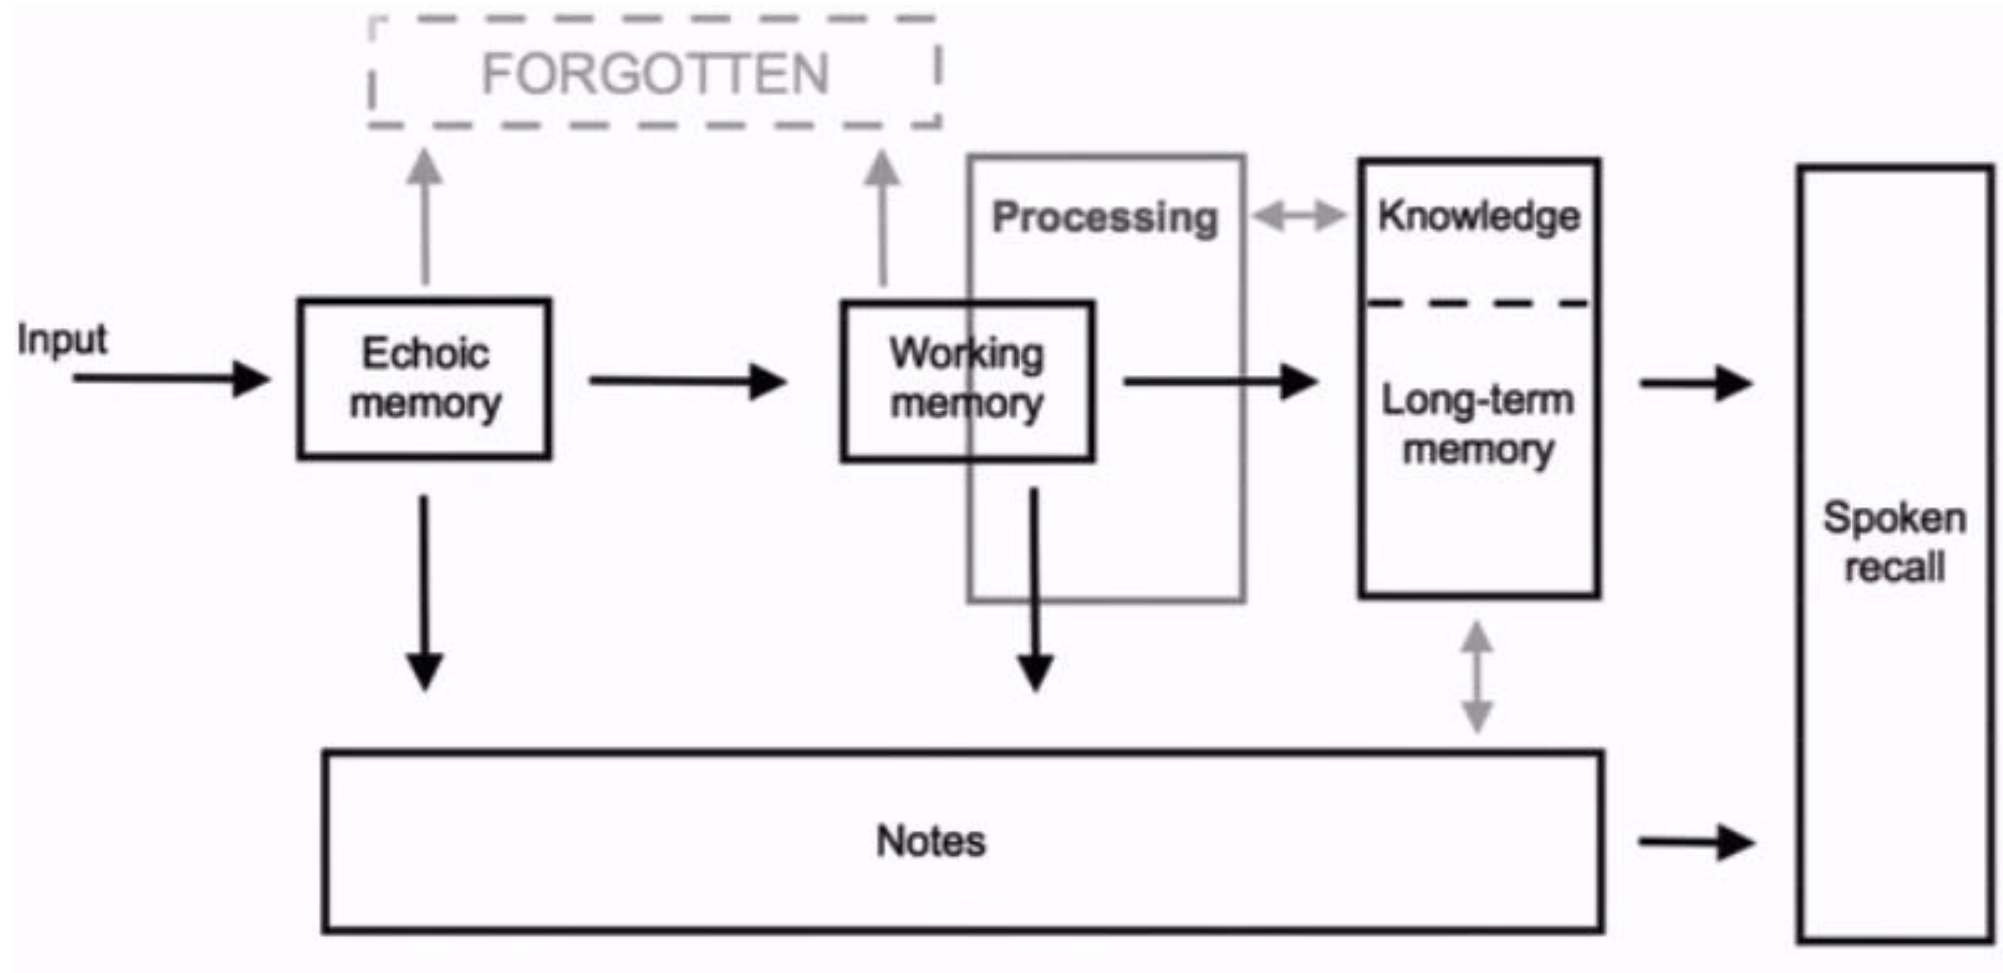 FORGOTTEN
Processing
Knowledge
Input
Echoic
memory
Working
memory
Long-term
memory
Spoken
recall
Notes